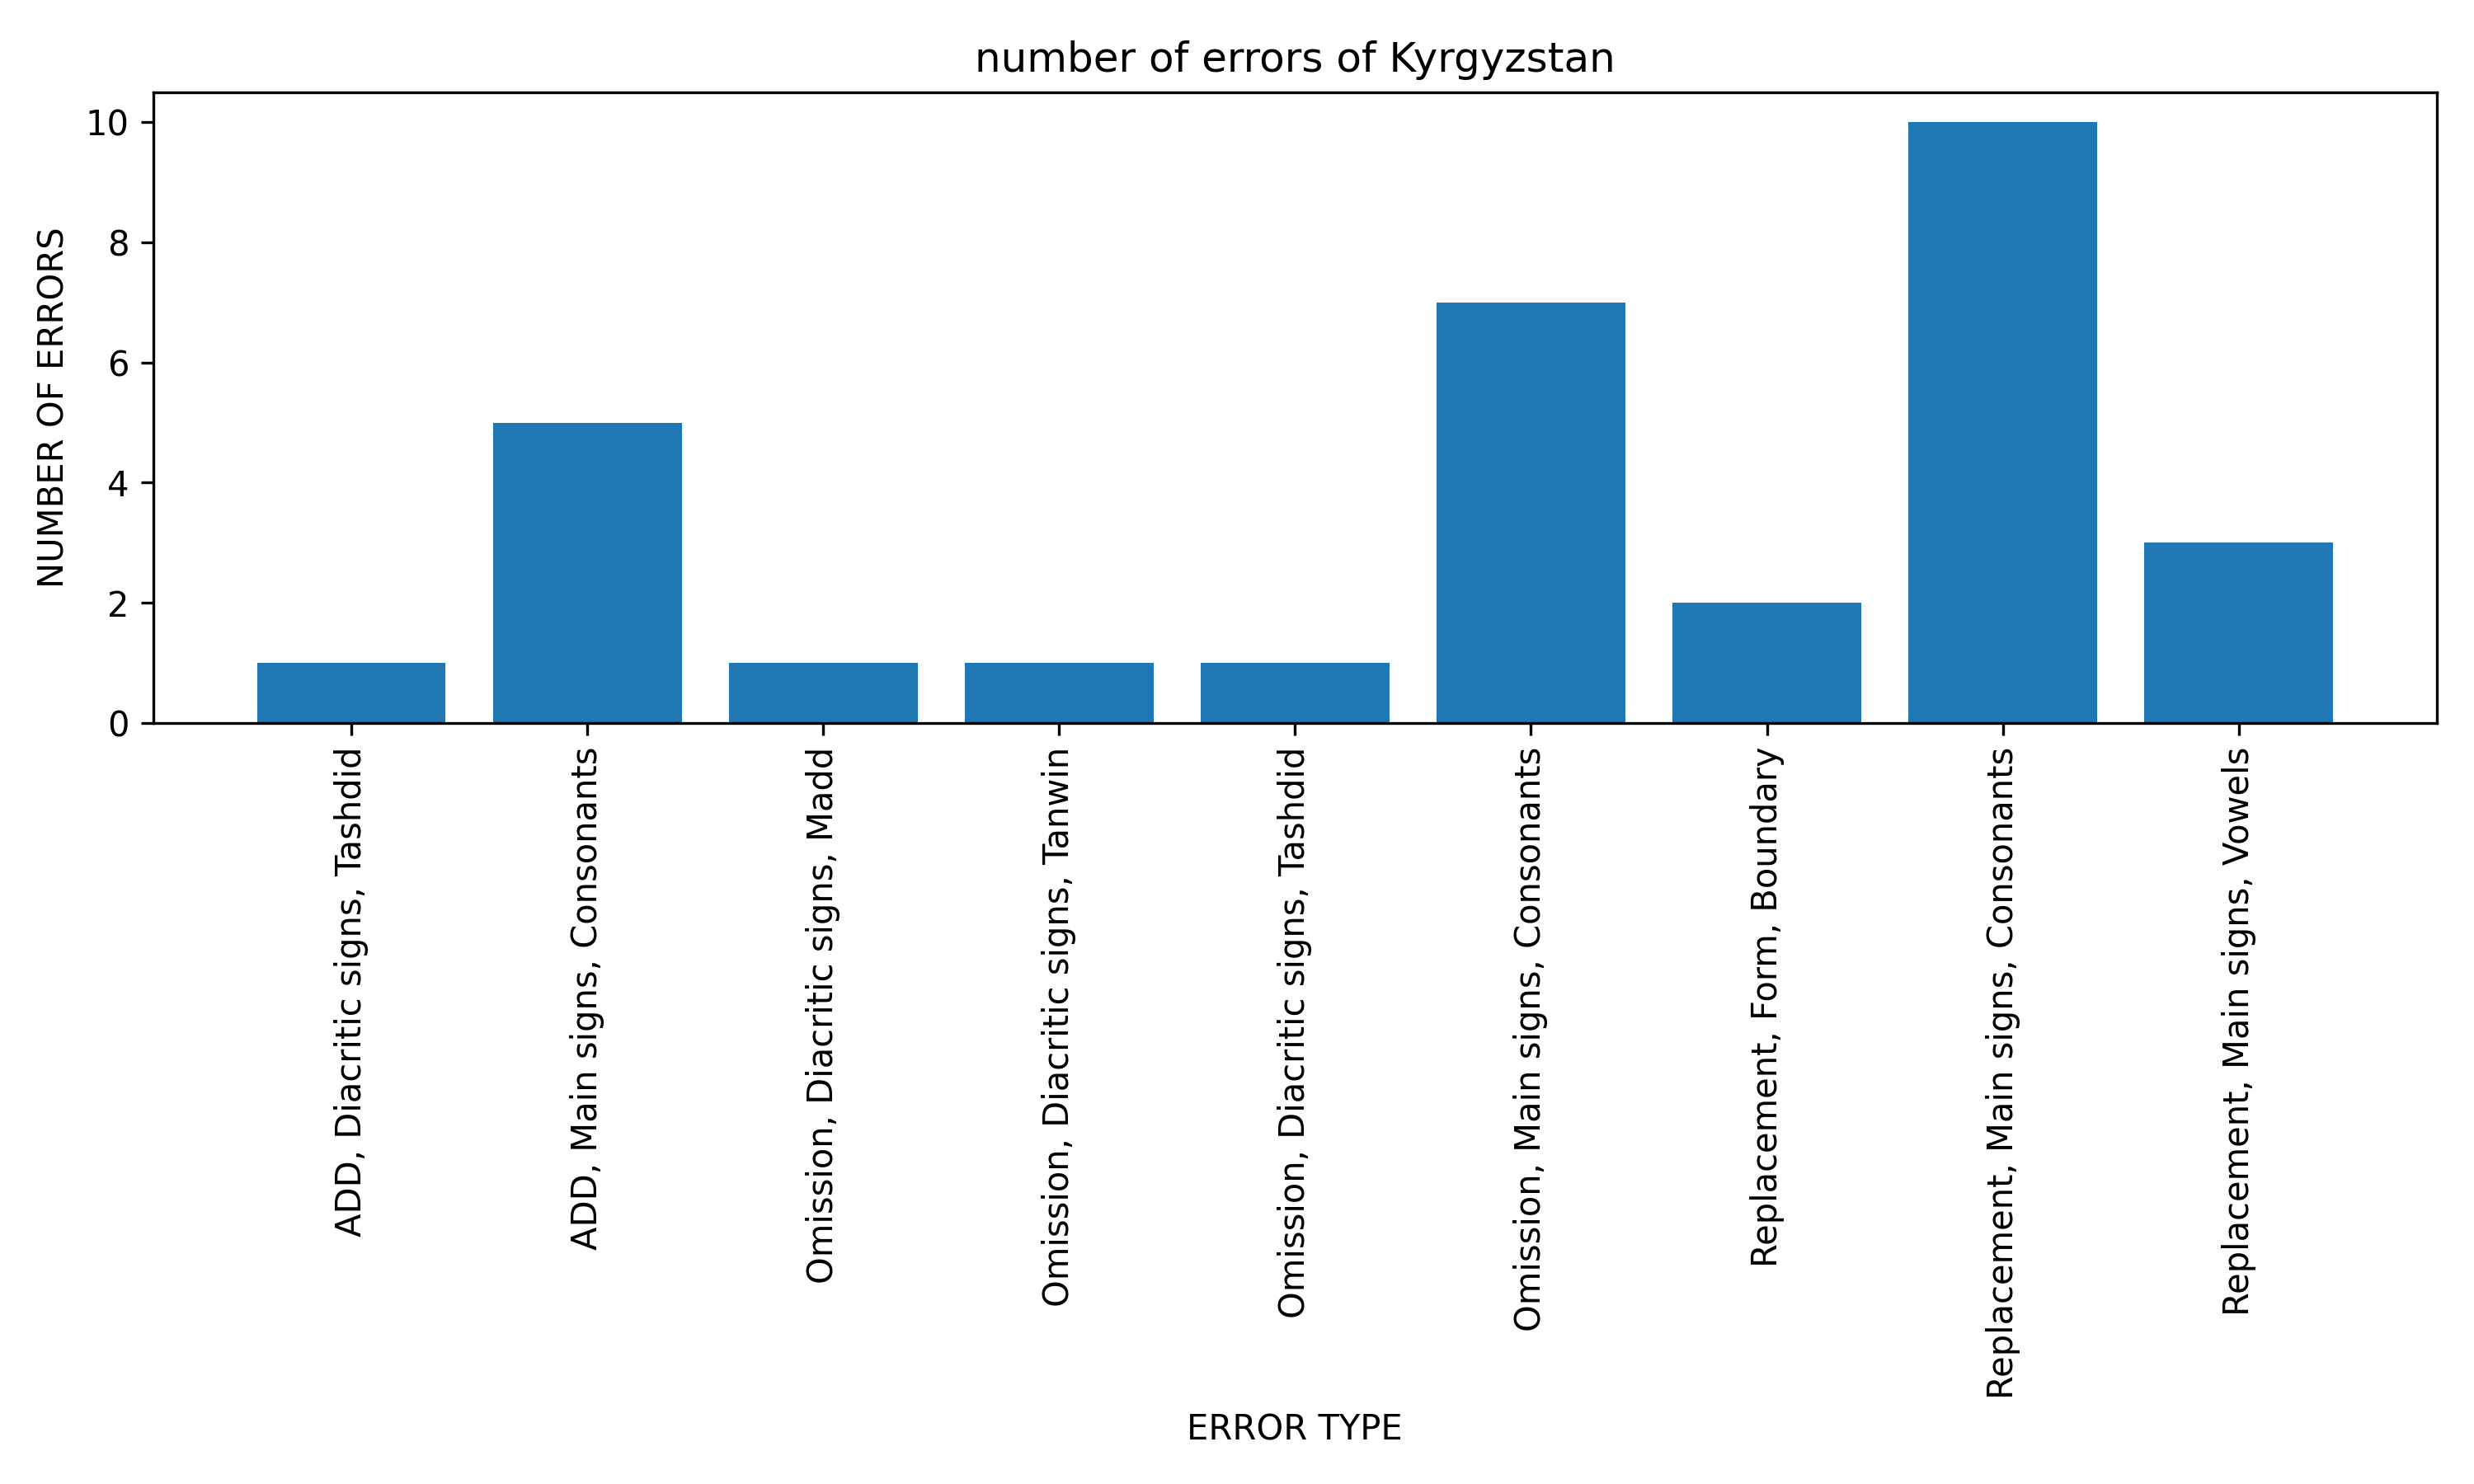 number of errors of Kyrgyzstan
NUMBER OF ERRORS
10
8
6
4
2
0
ADD, Diacritic signs, Tashdid
ADD, Main signs, Consonants
Omission, Diacritic signs, Madd
Omission, Diacritic signs, Tanwin
Omission, Diacritic signs, Tashdid
Omission, Main signs, Consonants
Replacement, Form, Boundary
Replacement, Main signs, Consonants
Replacement, Main signs, Vowels
ERROR TYPE